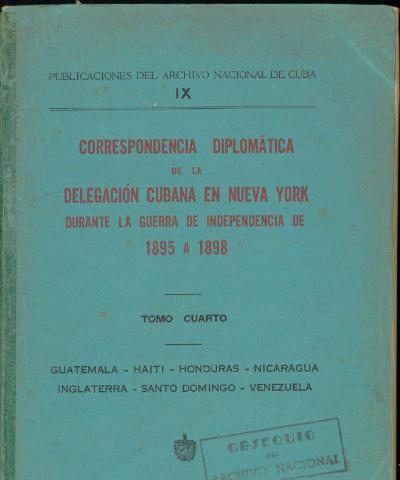 PUBLICACIONES DEL ARCHIVO NACIONAL DE CUBA
IX
CORRESPONDENCIA DIPLOMÁTICA
DE LA
DELEGACIÓN CUBANA EN NUEVA YORK
DURANTE LA GUERRA DE INDEPENDENCIA DE
1895 A 1898
TOMO CUARTO
GUATEMALA - HAITI - HONDURAS - NICARAGUA
INGLATERRA - SANTO DOMINGO - VENEZUELA
OBSEQUIO
DEL
ARCHIVO NACIONAL